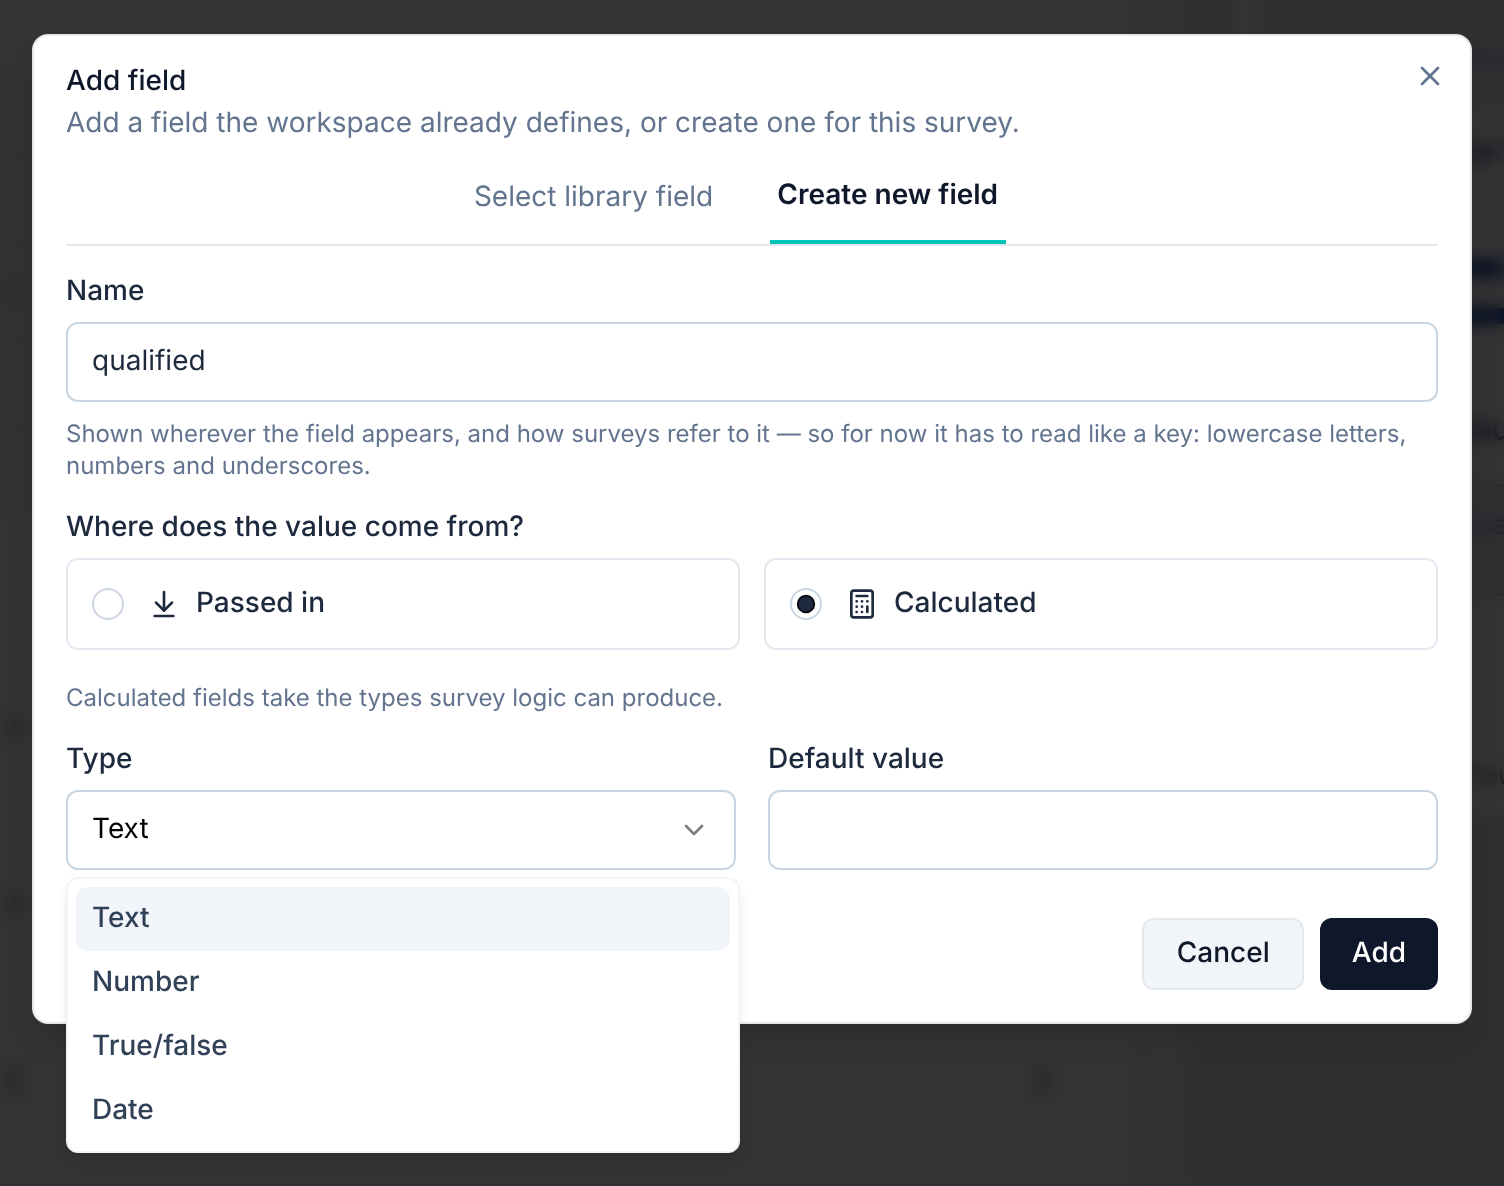 Add field
Add a field the workspace already defines, or create one for this survey.
Select library field
Create new field
Name
qualified
Shown wherever the field appears, and how surveys refer to it — so for now it has to read like a key: lowercase letters,
numbers and underscores.
Where does the value come from?
Passed in
Calculated
Calculated fields take the types survey logic can produce.
Type
Default value
Text
Text
Number
True/false
Date
Cancel
Add